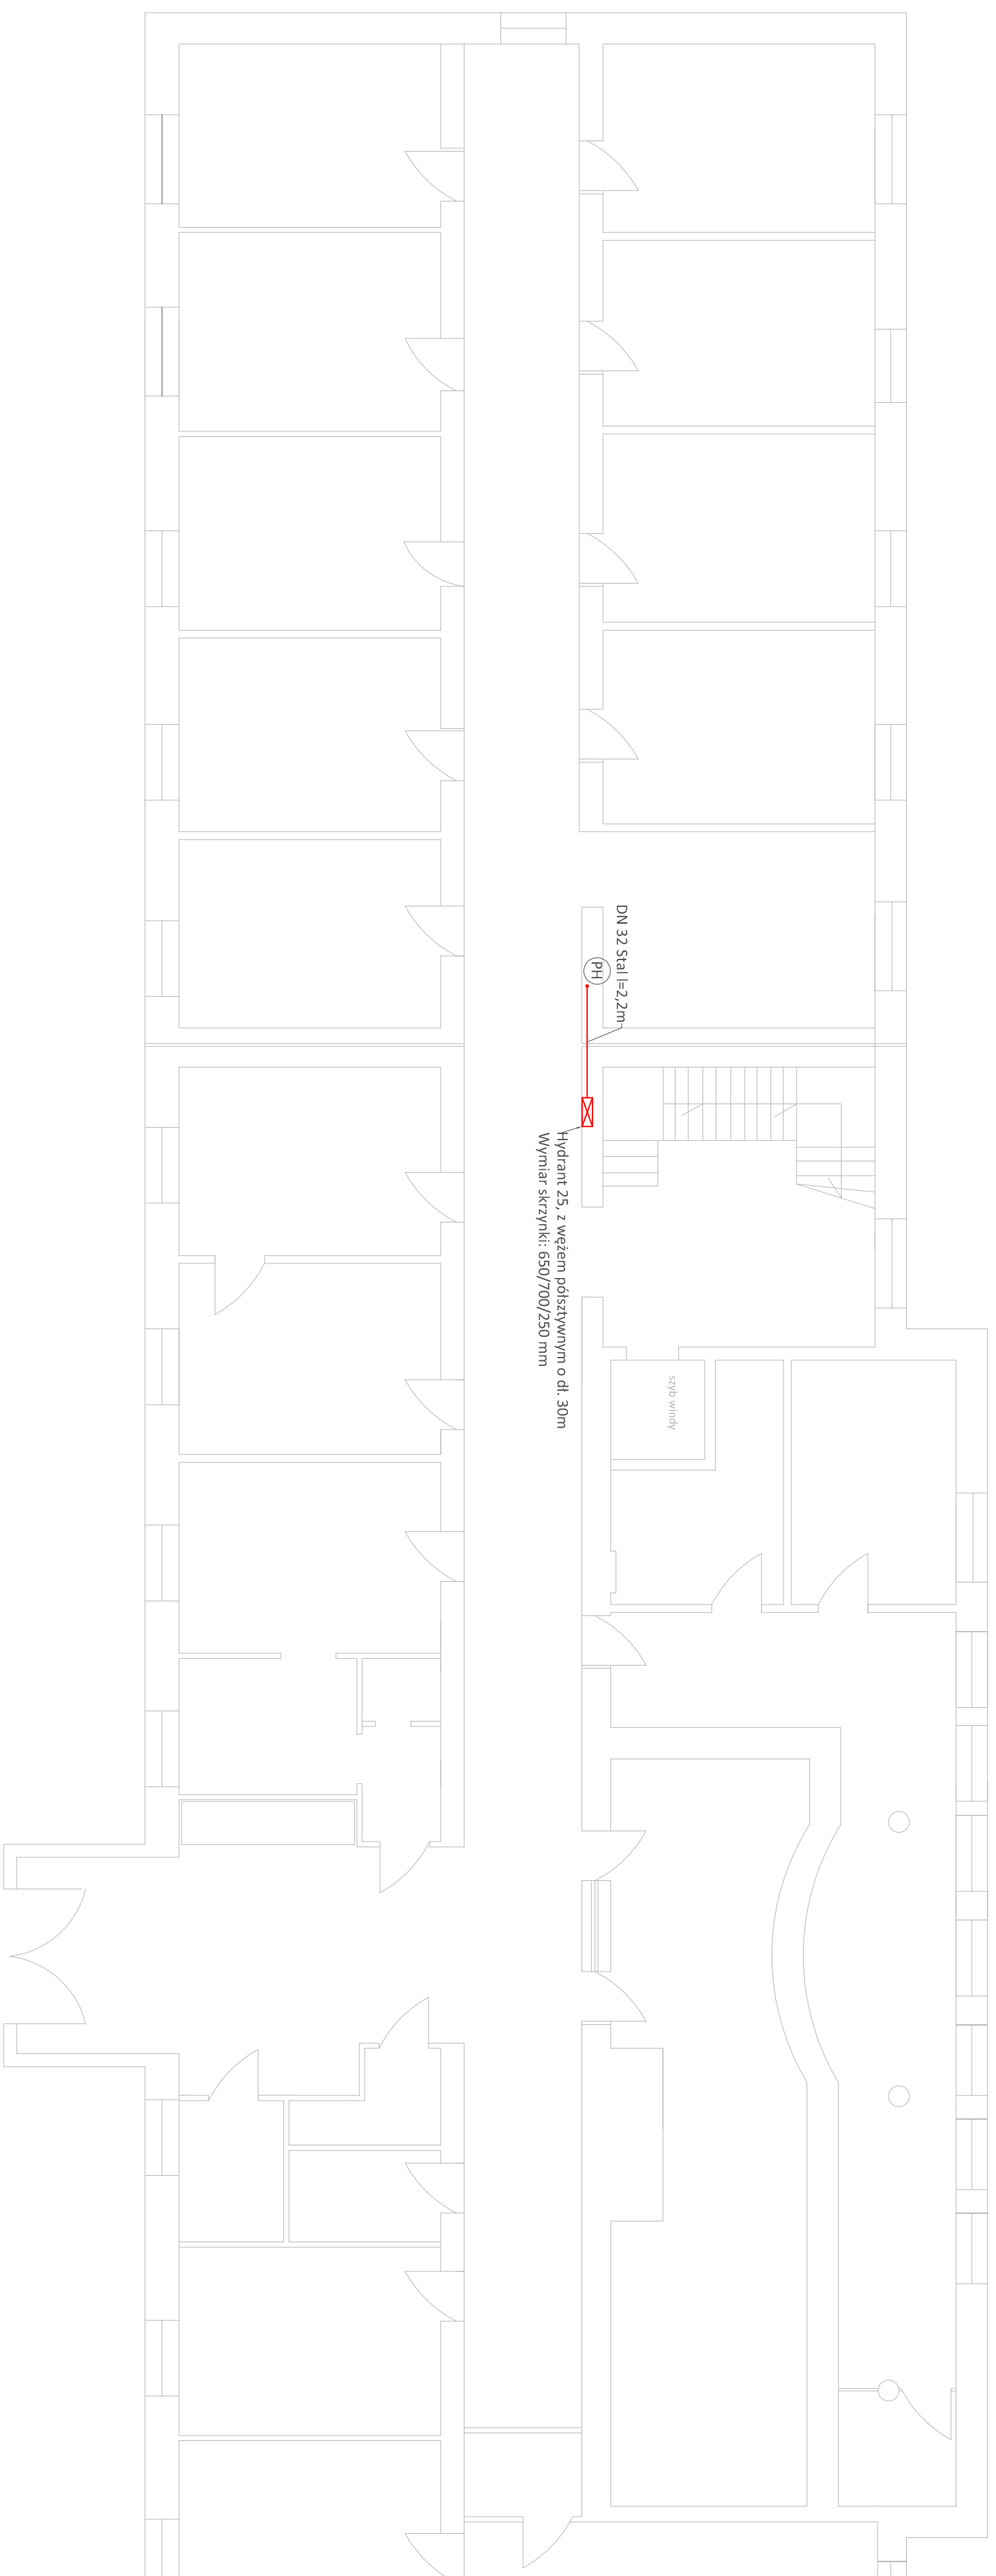 DN 32 Stal l=2,2m
PH
Hydrant 25, z wężem półsztywnym o dł. 30m
Wymiar skrzynki: 650/700/250 mm
szyb windy